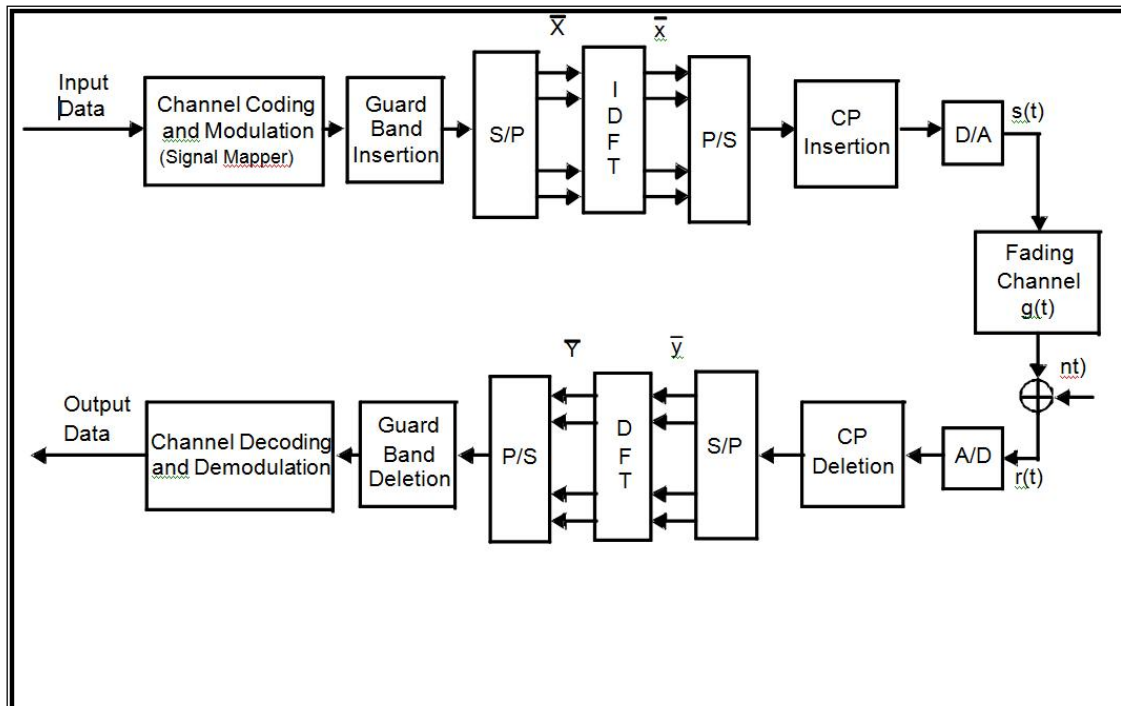 X̅
x̅
Input
Data
Channel Coding
and Modulation
(Signal Mapper)
Guard
Band
Insertion
S/P
I
D
F
T
P/S
CP
Insertion
D/A
s(t)
Fading
Channel
g(t)
nt)
r(t)
A/D
CP
Deletion
S/P
y̅
D
F
T
Y̅
P/S
Guard
Band
Deletion
Channel Decoding
and Demodulation
Output
Data